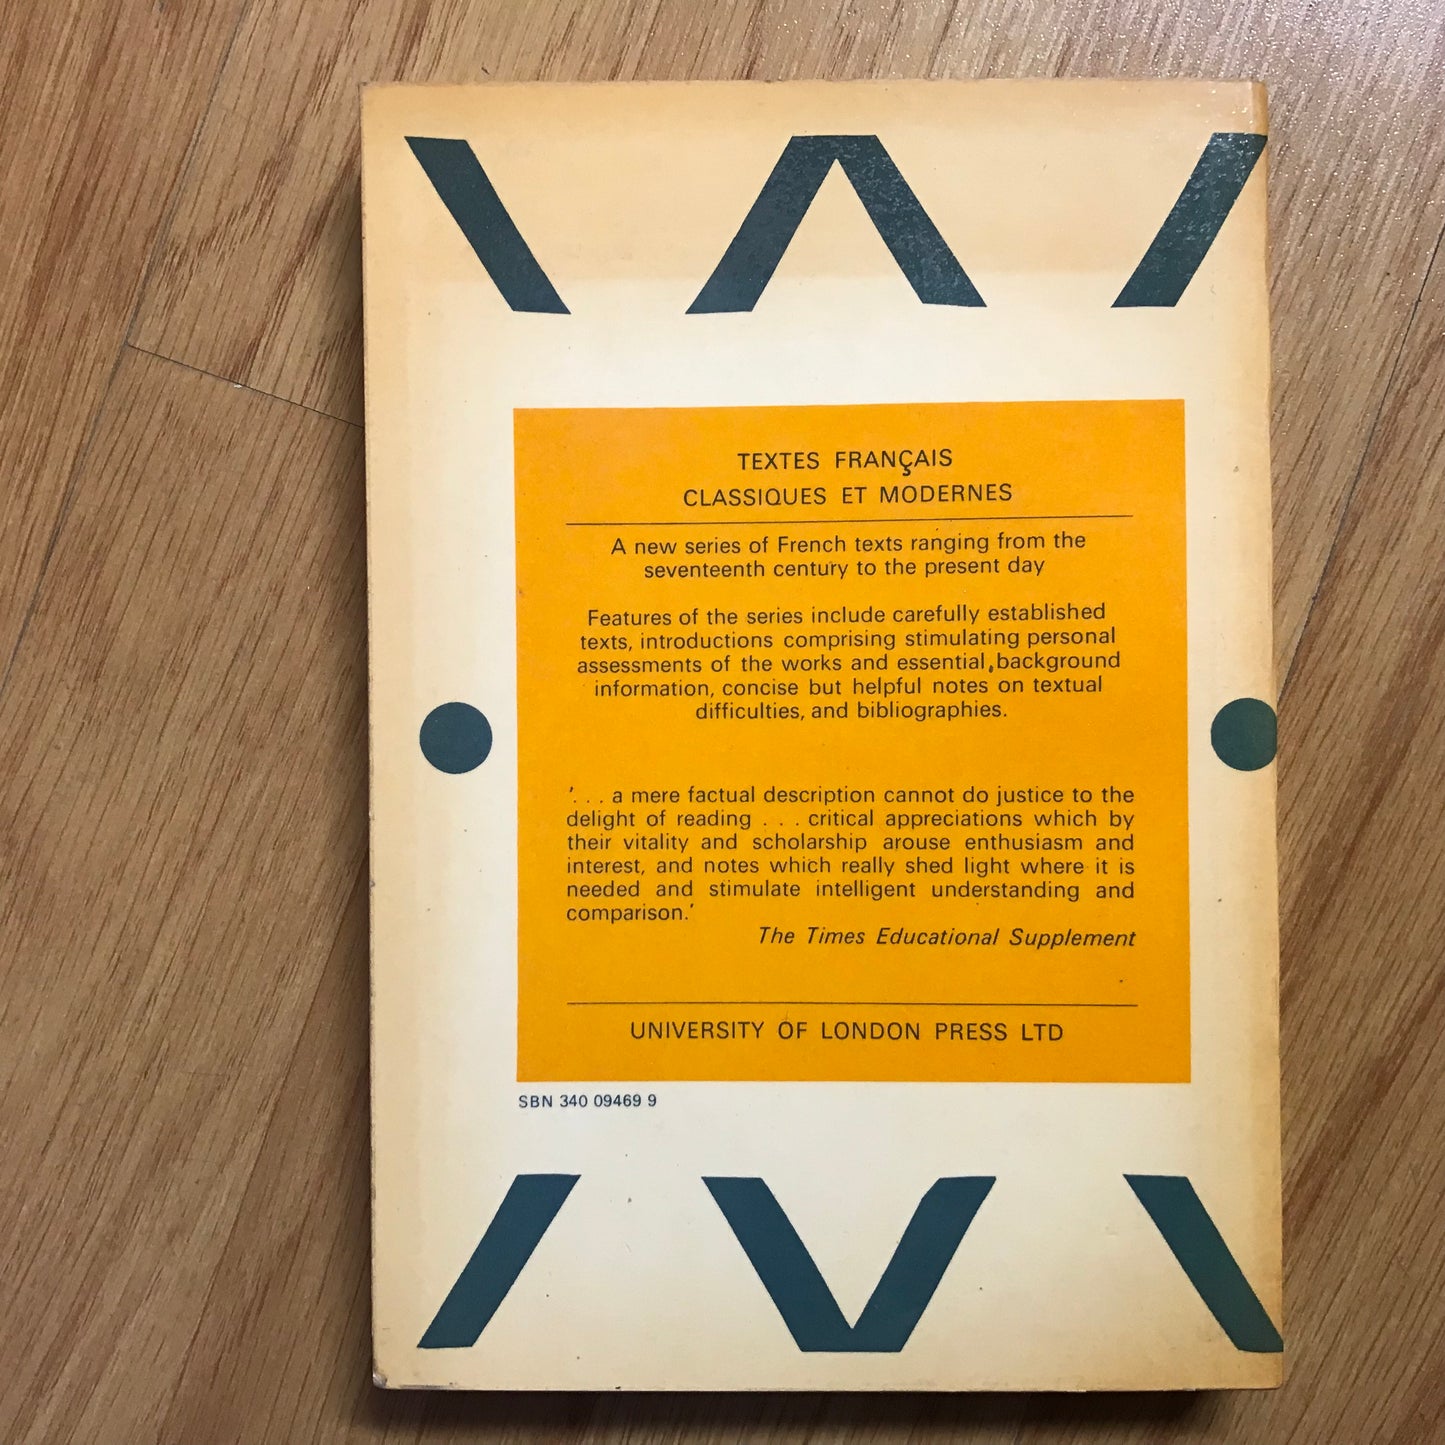 TEXTES FRANÇAIS
CLASSIQUES ET MODERNES
A new series of French texts ranging from the
seventeenth century to the present day
Features of the series include carefully established
texts, introductions comprising stimulating personal
assessments of the works and essential background
information, concise but helpful notes on textual
difficulties, and bibliographies.
'. . . a mere factual description cannot do justice to the
delight of reading . . . critical appreciations which by
their vitality and scholarship arouse enthusiasm and
interest, and notes which really shed light where it is
needed and stimulate intelligent understanding and
comparison.'
The Times Educational Supplement
UNIVERSITY OF LONDON PRESS LTD
SBN 340 09469 9